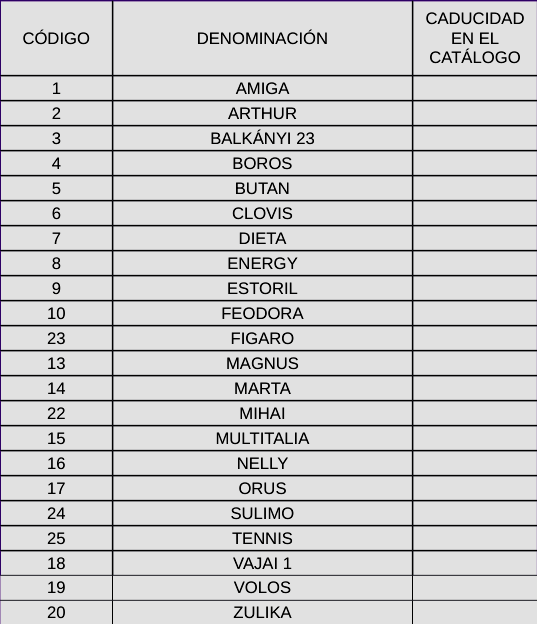 CÓDIGO DENOMINACIÓN CADUCIDAD
EN EL
CATÁLOGO
1 AMIGA
2 ARTHUR
3 BALKÁNYI 23
4 BOROS
5 BUTAN
6 CLOVIS
7 DIETA
8 ENERGY
9 ESTORIL
10 FEODORA
23 FIGARO
13 MAGNUS
14 MARTA
22 MIHAI
15 MULTITALIA
16 NELLY
17 ORUS
24 SULIMO
25 TENNIS
18 VAJAI 1
19 VOLOS
20 ZULIKA